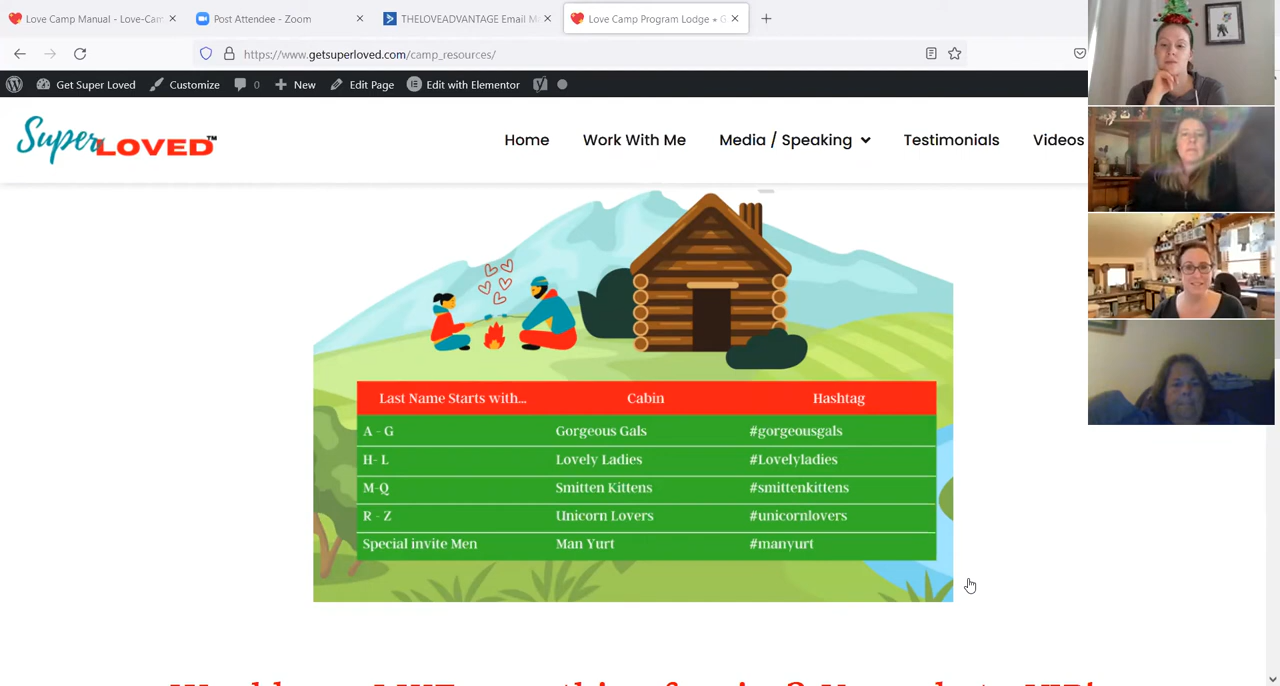 Love Camp Manual - Love-Cam
Post Attendee - Zoom
THELOVEADVANTAGE Email M
Love Camp Program Lodge
https://www.getsuperloved.com/camp_resources/
Get Super Loved
Customize
0
New
Edit Page
Edit with Elementor
Super LOVED™
Home
Work With Me
Media / Speaking
Testimonials
Videos
Last Name Starts with... Cabin Hashtag
A - G Gorgeous Gals #gorgeousgals
H- L Lovely Ladies #Lovelyladies
M-Q Smitten Kittens #smittenkittens
R - Z Unicorn Lovers #unicornlovers
Special invite Men Man Yurt #manyurt